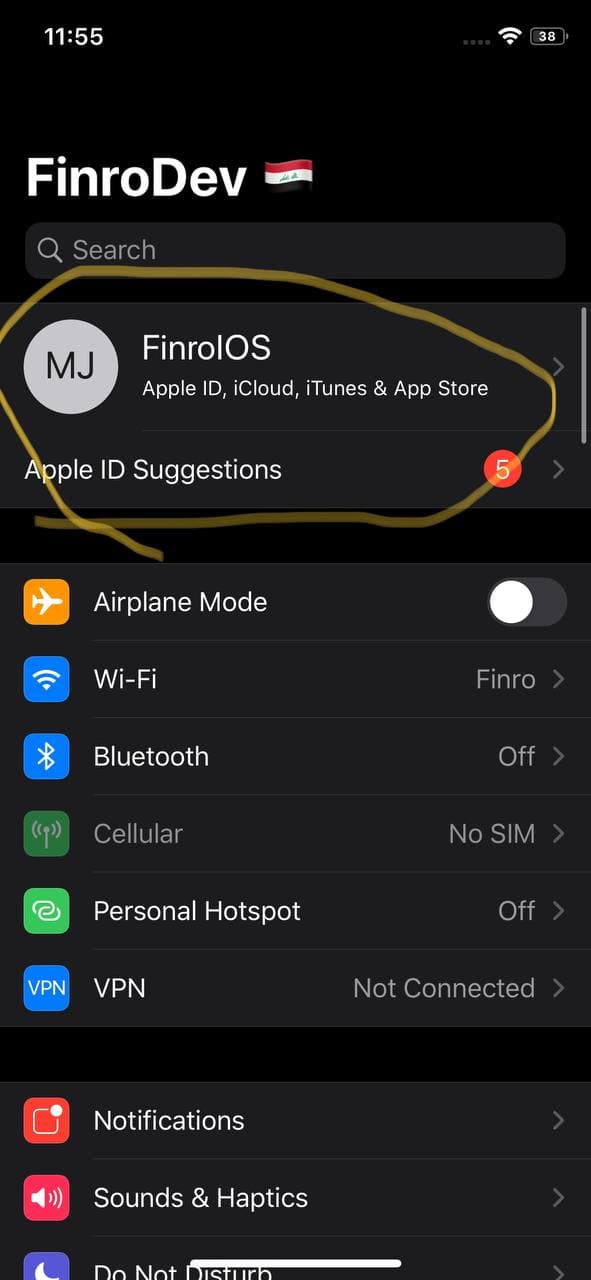 11:55
38
FinroDev 🇮🇶
Search
MJ
FinroIOS
Apple ID, iCloud, iTunes & App Store
Apple ID Suggestions 5
Airplane Mode
Wi-Fi Finro
Bluetooth Off
Cellular No SIM
Personal Hotspot Off
VPN VPN Not Connected
Notifications
Sounds & Haptics
Do Not Disturb